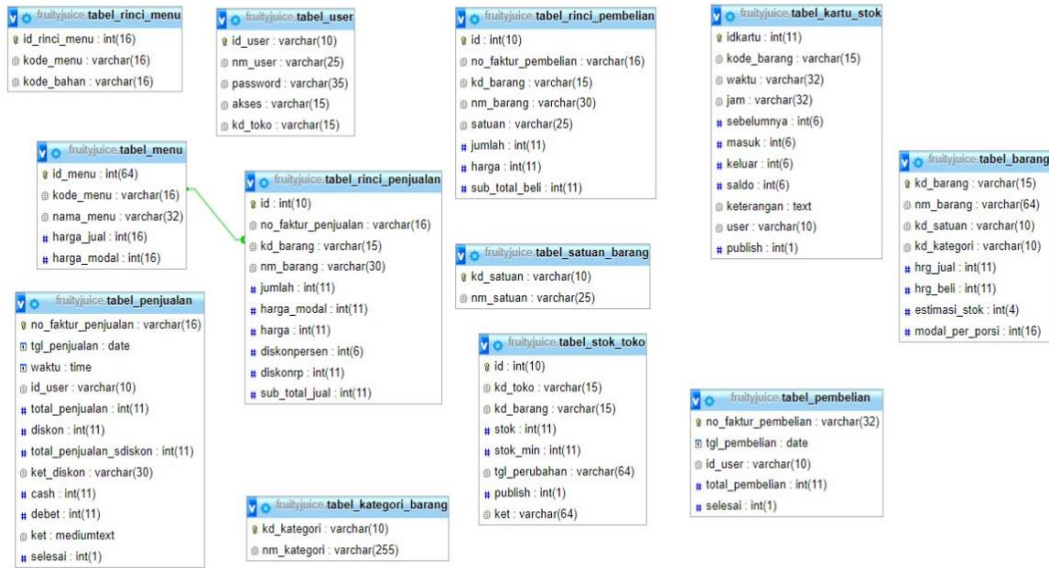 fruityjuice.tabel_rinci_menu
id_rinci_menu : int(16)
kode_menu : varchar(16)
kode_bahan : varchar(16)
fruityjuice.tabel_user
id_user : varchar(10)
nm_user : varchar(25)
password : varchar(35)
akses : varchar(15)
kd_toko : varchar(15)
fruityjuice.tabel_rinci_pembelian
id : int(10)
no_faktur_pembelian : varchar(16)
kd_barang : varchar(15)
nm_barang : varchar(30)
satuan : varchar(25)
jumlah : int(11)
harga : int(11)
sub_total_beli : int(11)
fruityjuice.tabel_kartu_stok
idkartu : int(11)
kode_barang : varchar(15)
waktu : varchar(32)
jam : varchar(32)
sebelumnya : int(6)
masuk : int(6)
keluar : int(6)
saldo : int(6)
keterangan : text
user : varchar(10)
publish : int(1)
fruityjuice.tabel_menu
id_menu : int(64)
kode_menu : varchar(16)
nama_menu : varchar(32)
harga_jual : int(16)
harga_modal : int(16)
fruityjuice.tabel_rinci_penjualan
id : int(10)
no_faktur_penjualan : varchar(16)
kd_barang : varchar(15)
nm_barang : varchar(30)
jumlah : int(11)
harga_modal : int(11)
harga : int(11)
diskonpersen : int(6)
diskonrp : int(11)
sub_total_jual : int(11)
fruityjuice.tabel_barang
kd_barang : varchar(15)
nm_barang : varchar(64)
kd_satuan : varchar(10)
kd_kategori : varchar(10)
hrg_jual : int(11)
hrg_beli : int(11)
estimasi_stok : int(4)
modal_per_porsi : int(16)
fruityjuice.tabel_satuan_barang
kd_satuan : varchar(10)
nm_satuan : varchar(25)
fruityjuice.tabel_penjualan
no_faktur_penjualan : varchar(16)
tgl_penjualan : date
waktu : time
id_user : varchar(10)
total_penjualan : int(11)
diskon : int(11)
total_penjualan_sdiskon : int(11)
ket_diskon : varchar(30)
cash : int(11)
debet : int(11)
ket : mediumtext
selesai : int(1)
fruityjuice.tabel_stok_toko
id : int(10)
kd_toko : varchar(15)
kd_barang : varchar(15)
stok : int(11)
stok_min : int(11)
tgl_perubahan : varchar(64)
publish : int(1)
ket : varchar(64)
fruityjuice.tabel_pembelian
no_faktur_pembelian : varchar(32)
tgl_pembelian : date
id_user : varchar(10)
total_pembelian : int(11)
selesai : int(1)
fruityjuice.tabel_kategori_barang
kd_kategori : varchar(10)
nm_kategori : varchar(255)